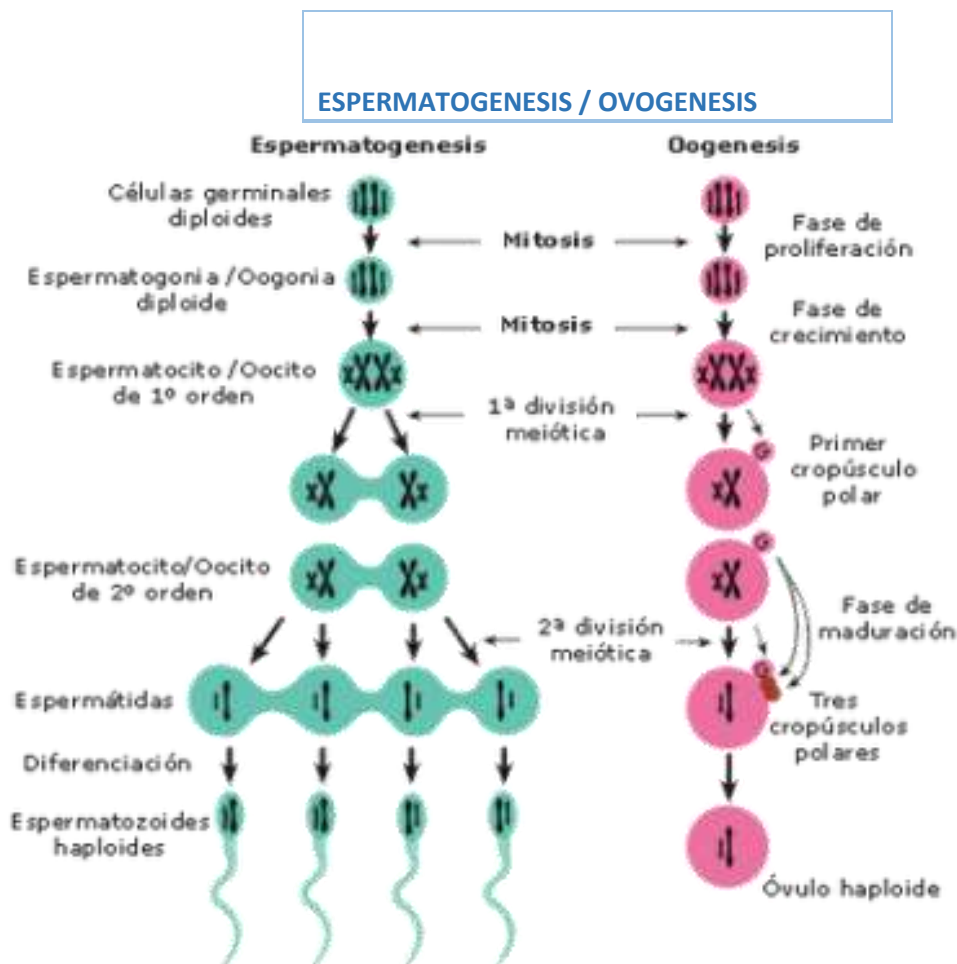 ESPERMATOGENESIS / OVOGENESIS
Espermatogenesis
Oogenesis
Células germinales
diploides
Mitosis
Fase de
proliferación
Espermatogonia /Oogonia
diploide
Mitosis
Fase de
crecimiento
Espermatocito /Oocito
de 1º orden
1ª división
meiótica
Primer
cropúsculo
polar
G
Espermatocito/Oocito
de 2º orden
G
Fase de
maduración
2ª división
meiótica
G
Espermátidas
Tres
cropúsculos
polares
Diferenciación
Espermatozoides
haploides
Óvulo haploide